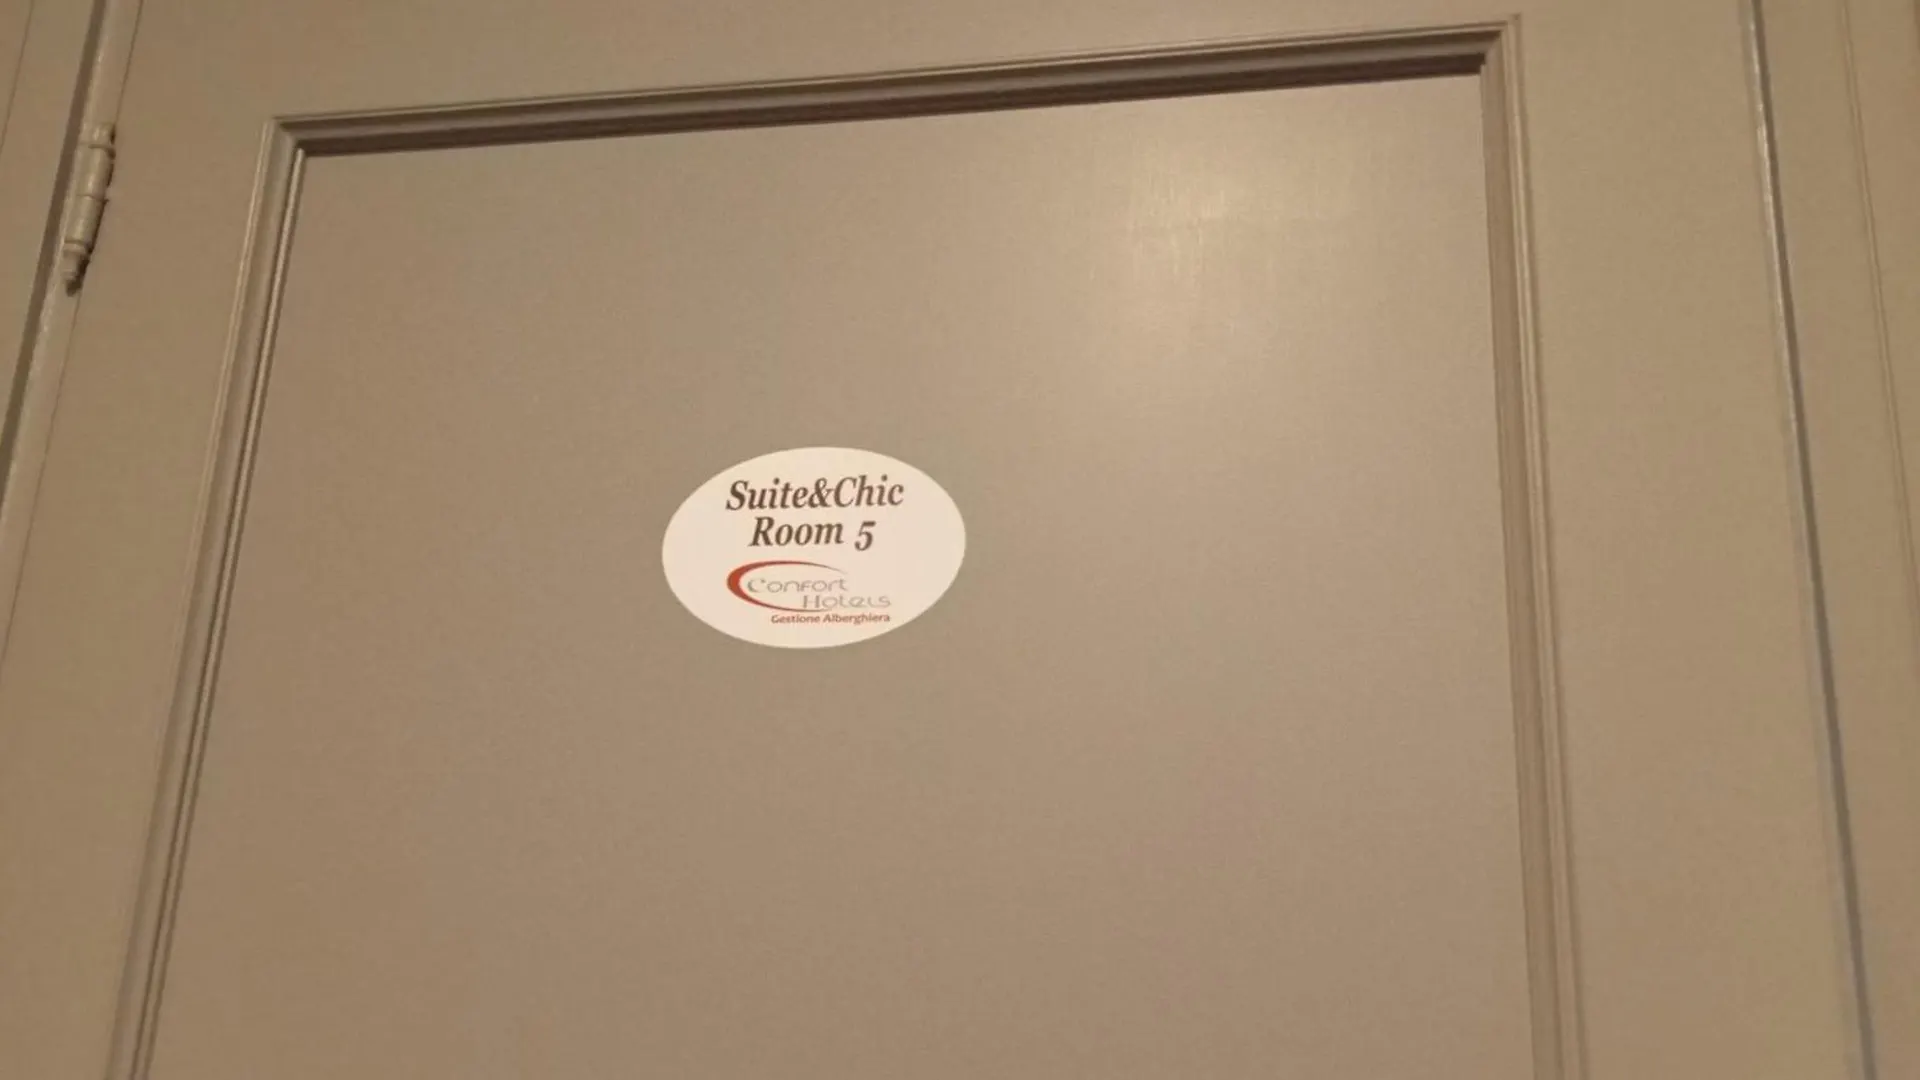 Suite&Chic
Room 5
Confort
Hotels
Gestione Alberghiera